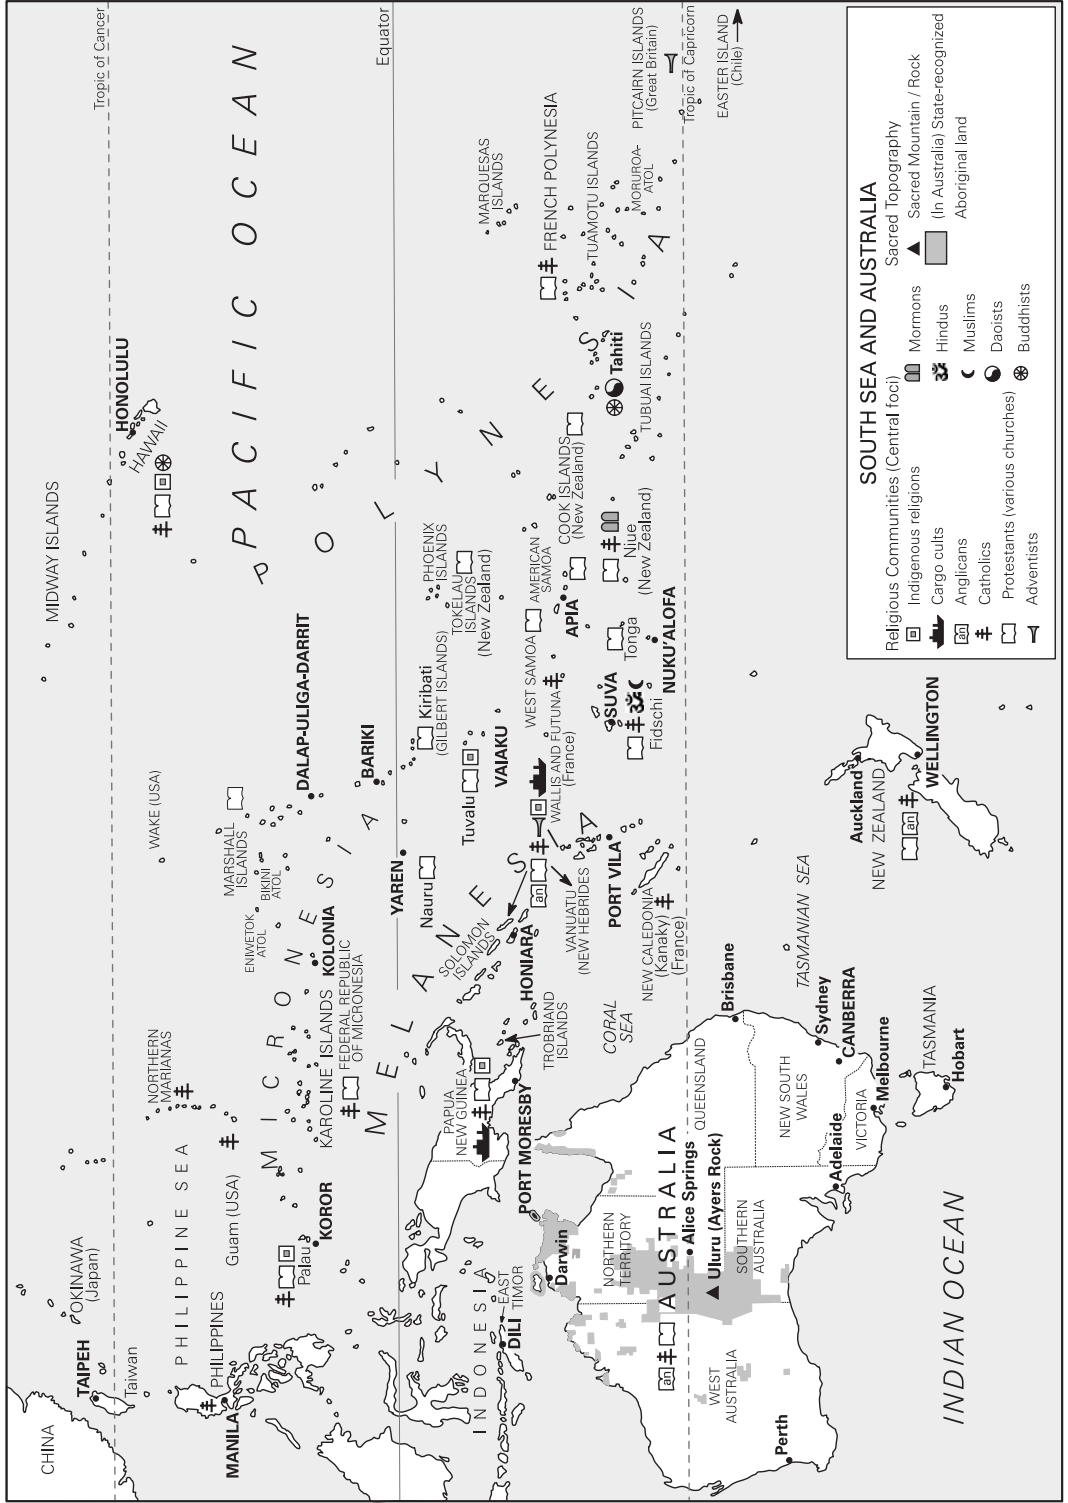 Tropic of Cancer
Equator
Tropic of Capricorn
PACIFIC OCEAN
POLYNESIA
MICRONESIA
MELANESIA
CHINA
TAIPEH
Taiwan
OKINAWA
(Japan)
PHILIPPINE SEA
PHILIPPINES
MANILA
MIDWAY ISLANDS
HONOLULU
HAWAII
WAKE (USA)
NORTHERN
MARIANAS
Guam (USA)
Palau
KOROR
MARSHALL
ISLANDS
BIKINI
ATOL
ENIWETOK
ATOL
DALAP-ULIGA-DARRIT
KOLONIA
KAROLINE ISLANDS
FEDERAL REPUBLIC
OF MICRONESIA
BARIKI
YAREN
Nauru
Kiribati
(GILBERT ISLANDS)
PHOENIX
ISLANDS
TOKELAU
ISLANDS
(New Zealand)
Tuvalu
VAIAKU
MARQUESAS
ISLANDS
FRENCH POLYNESIA
TUAMOTU ISLANDS
MORUROA-
ATOL
PITCAIRN ISLANDS
(Great Britain)
EASTER ISLAND
(Chile)
Tahiti
TUBUAI ISLANDS
COOK ISLANDS
(New Zealand)
Niue
(New Zealand)
AMERICAN
SAMOA
WEST SAMOA
APIA
Tonga
NUKU'ALOFA
WALLIS AND FUTUNA
(France)
SUVA
Fidschi
an
VANUATU
(NEW HEBRIDES
PORT VILA
NEW CALEDONIA
(Kanaky)
(France)
SOLOMON
ISLANDS
HONIARA
TROBRIAND
ISLANDS
CORAL
SEA
PAPUA
NEW GUINEA
PORT MORESBY
INDONESIA
EAST
TIMOR
DILI
Darwin
NORTHERN
TERRITORY
QUEENSLAND
AUSTRALIA
an
Alice Springs
Uluru (Ayers Rock)
WEST
AUSTRALIA
SOUTHERN
AUSTRALIA
NEW SOUTH
WALES
VICTORIA
Perth
Adelaide
Brisbane
Sydney
CANBERRA
Melbourne
TASMANIA
Hobart
TASMANIAN SEA
INDIAN OCEAN
Auckland
NEW ZEALAND
an
WELLINGTON
SOUTH SEA AND AUSTRALIA
Religious Communities (Central foci)
Indigenous religions
Cargo cults
an Anglicans
Catholics
Protestants (various churches)
Adventists
Mormons
Hindus
Muslims
Daoists
Buddhists
Sacred Topography
Sacred Mountain / Rock
(In Australia) State-recognized
Aboriginal land